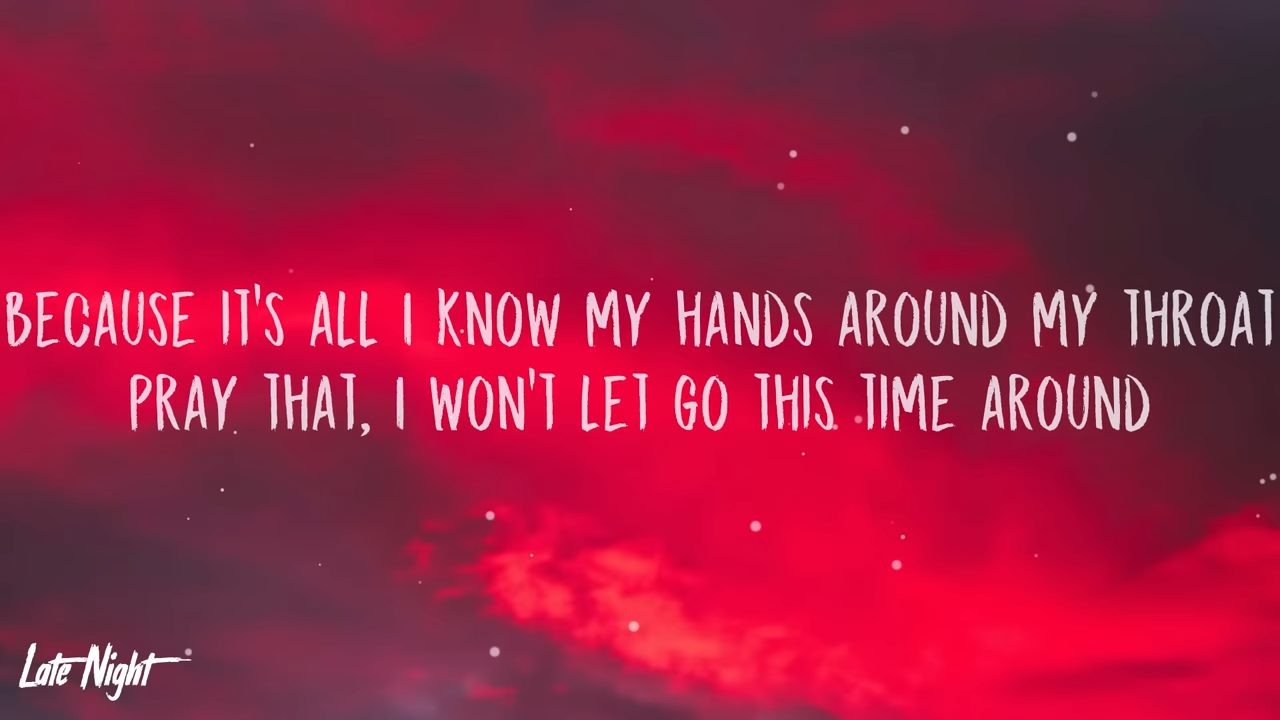 BECAUSE IT'S ALL I KNOW MY HANDS AROUND MY THROAT
PRAY THAT, I WON'T LET GO THIS TIME AROUND
Late Night